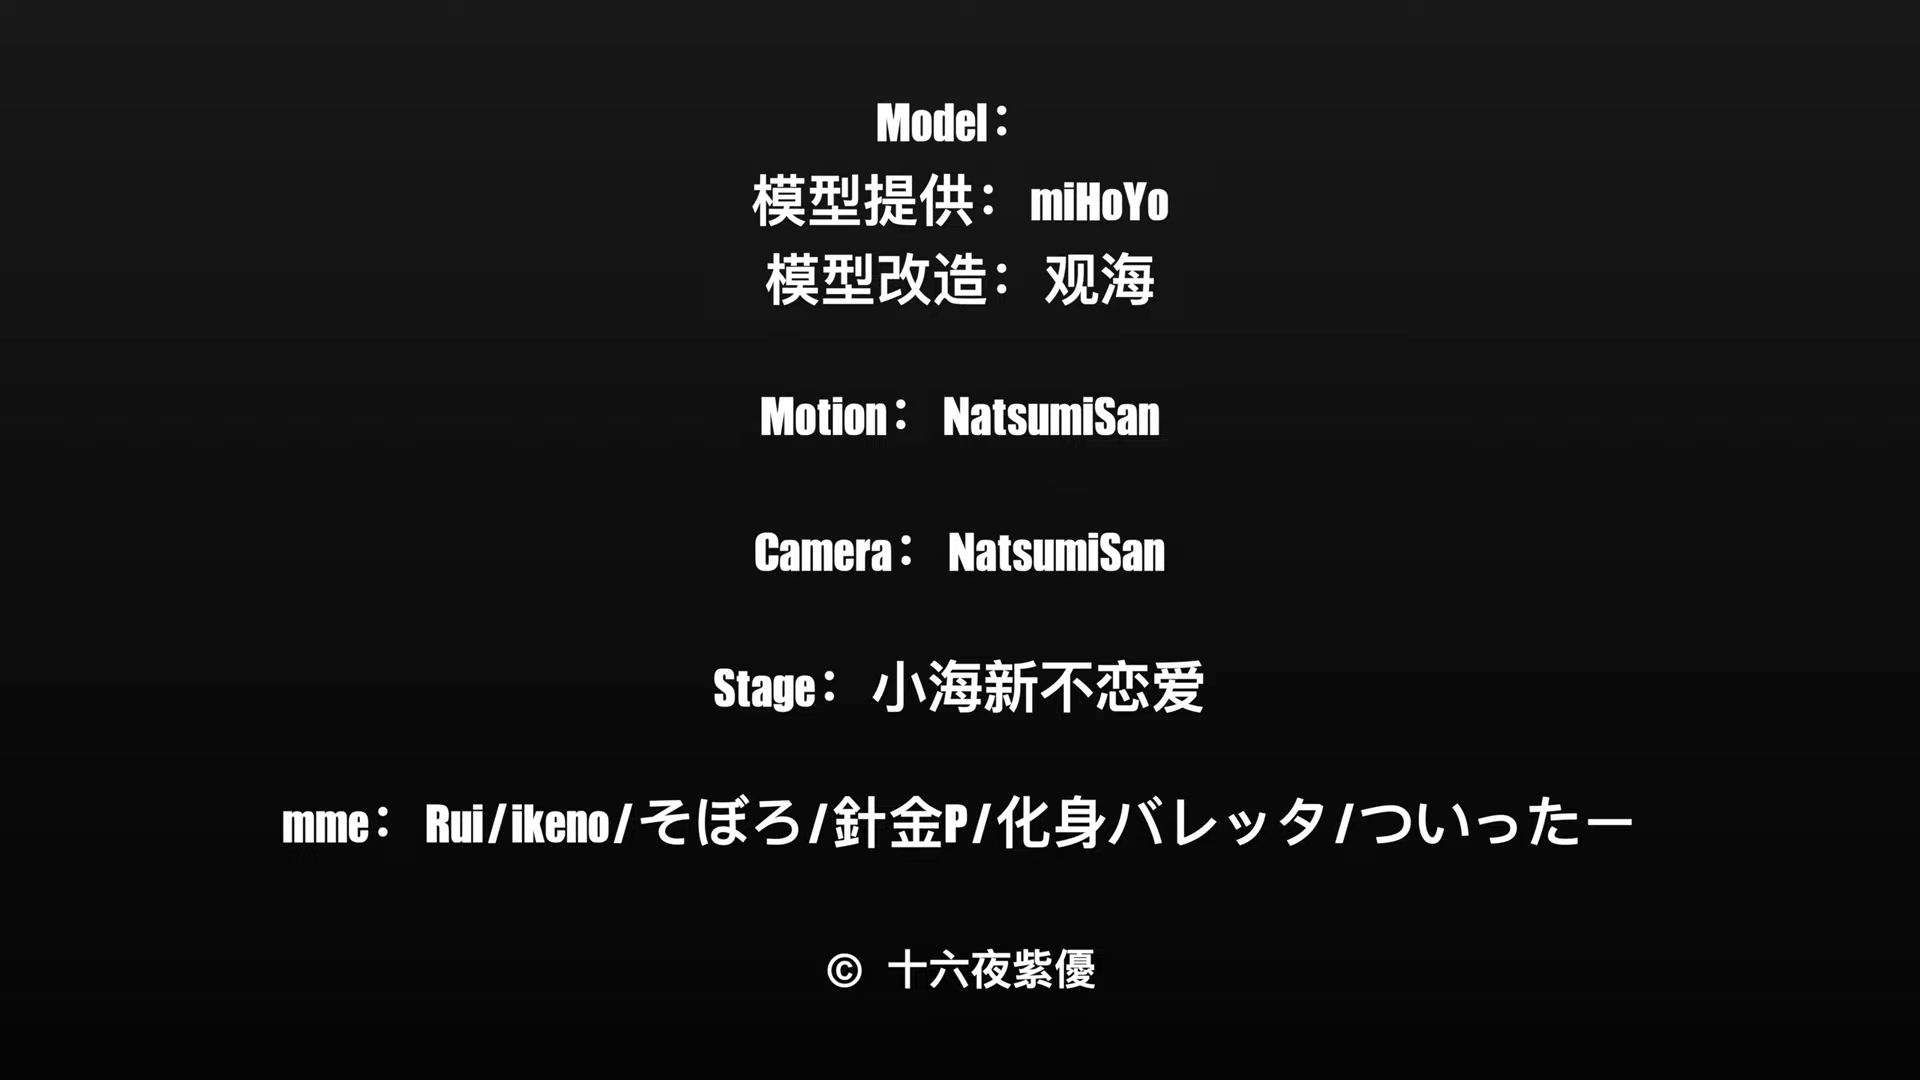 Model：
模型提供：miHoYo
模型改造：观海
Motion： NatsumiSan
Camera： NatsumiSan
Stage：小海新不恋爱
mme： Rui/ikeno/そぼろ/針金P/化身バレッタ/ついったー
© 十六夜紫優